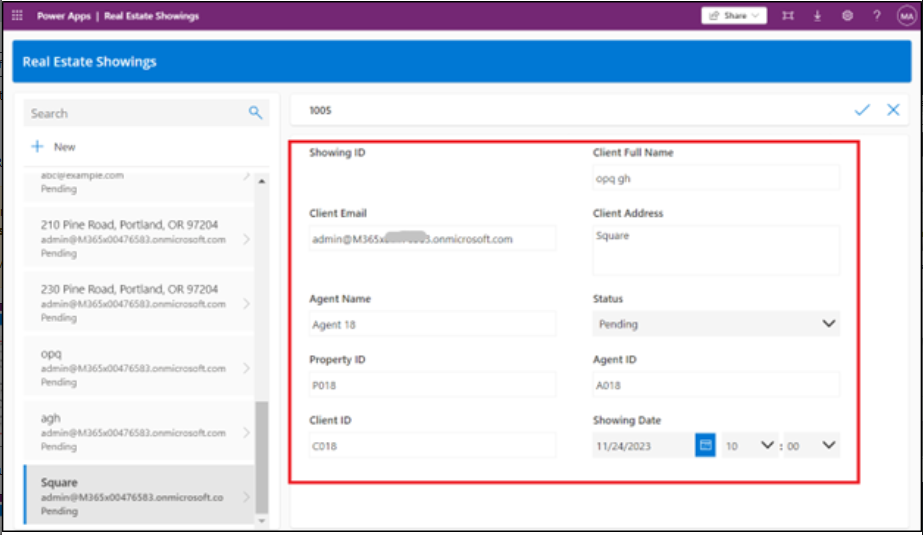 Power Apps | Real Estate Showings
Share
MA
Real Estate Showings
Search
New
abc@example.com
Pending
210 Pine Road, Portland, OR 97204
admin@M365x00476583.onmicrosoft.com
Pending
230 Pine Road, Portland, OR 97204
admin@M365x00476583.onmicrosoft.com
Pending
opq
admin@M365x00476583.onmicrosoft.com
Pending
agh
admin@M365x00476583.onmicrosoft.com
Pending
Square
admin@M365x00476583.onmicrosoft.co
Pending
1005
Showing ID
Client Full Name
opq gh
Client Email
Client Address
admin@M365x 3.onmicrosoft.com
Square
Agent Name
Status
Agent 18
Pending
Property ID
Agent ID
P018
A018
Client ID
Showing Date
C018
11/24/2023 10 : 00